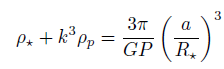 ρ⋆ + k³ρₚ = 3π/GP (a/R⋆)³